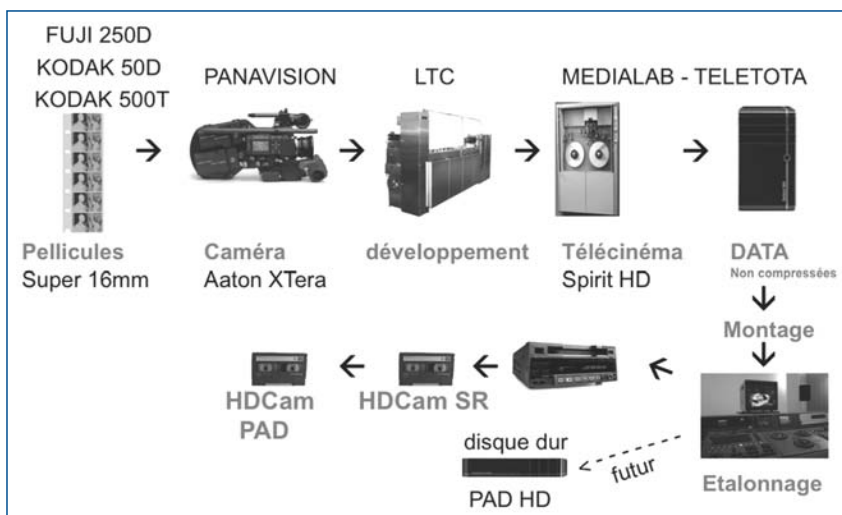 FUJI 250D
KODAK 50D
KODAK 500T
PANAVISION
LTC
MEDIALAB - TELETOTA
Pellicules
Super 16mm
Caméra
Aaton XTera
développement
Télécinéma
Spirit HD
DATA
Non compressées
Montage
Etalonnage
HDCam SR
HDCam
PAD
futur
disque dur
PAD HD